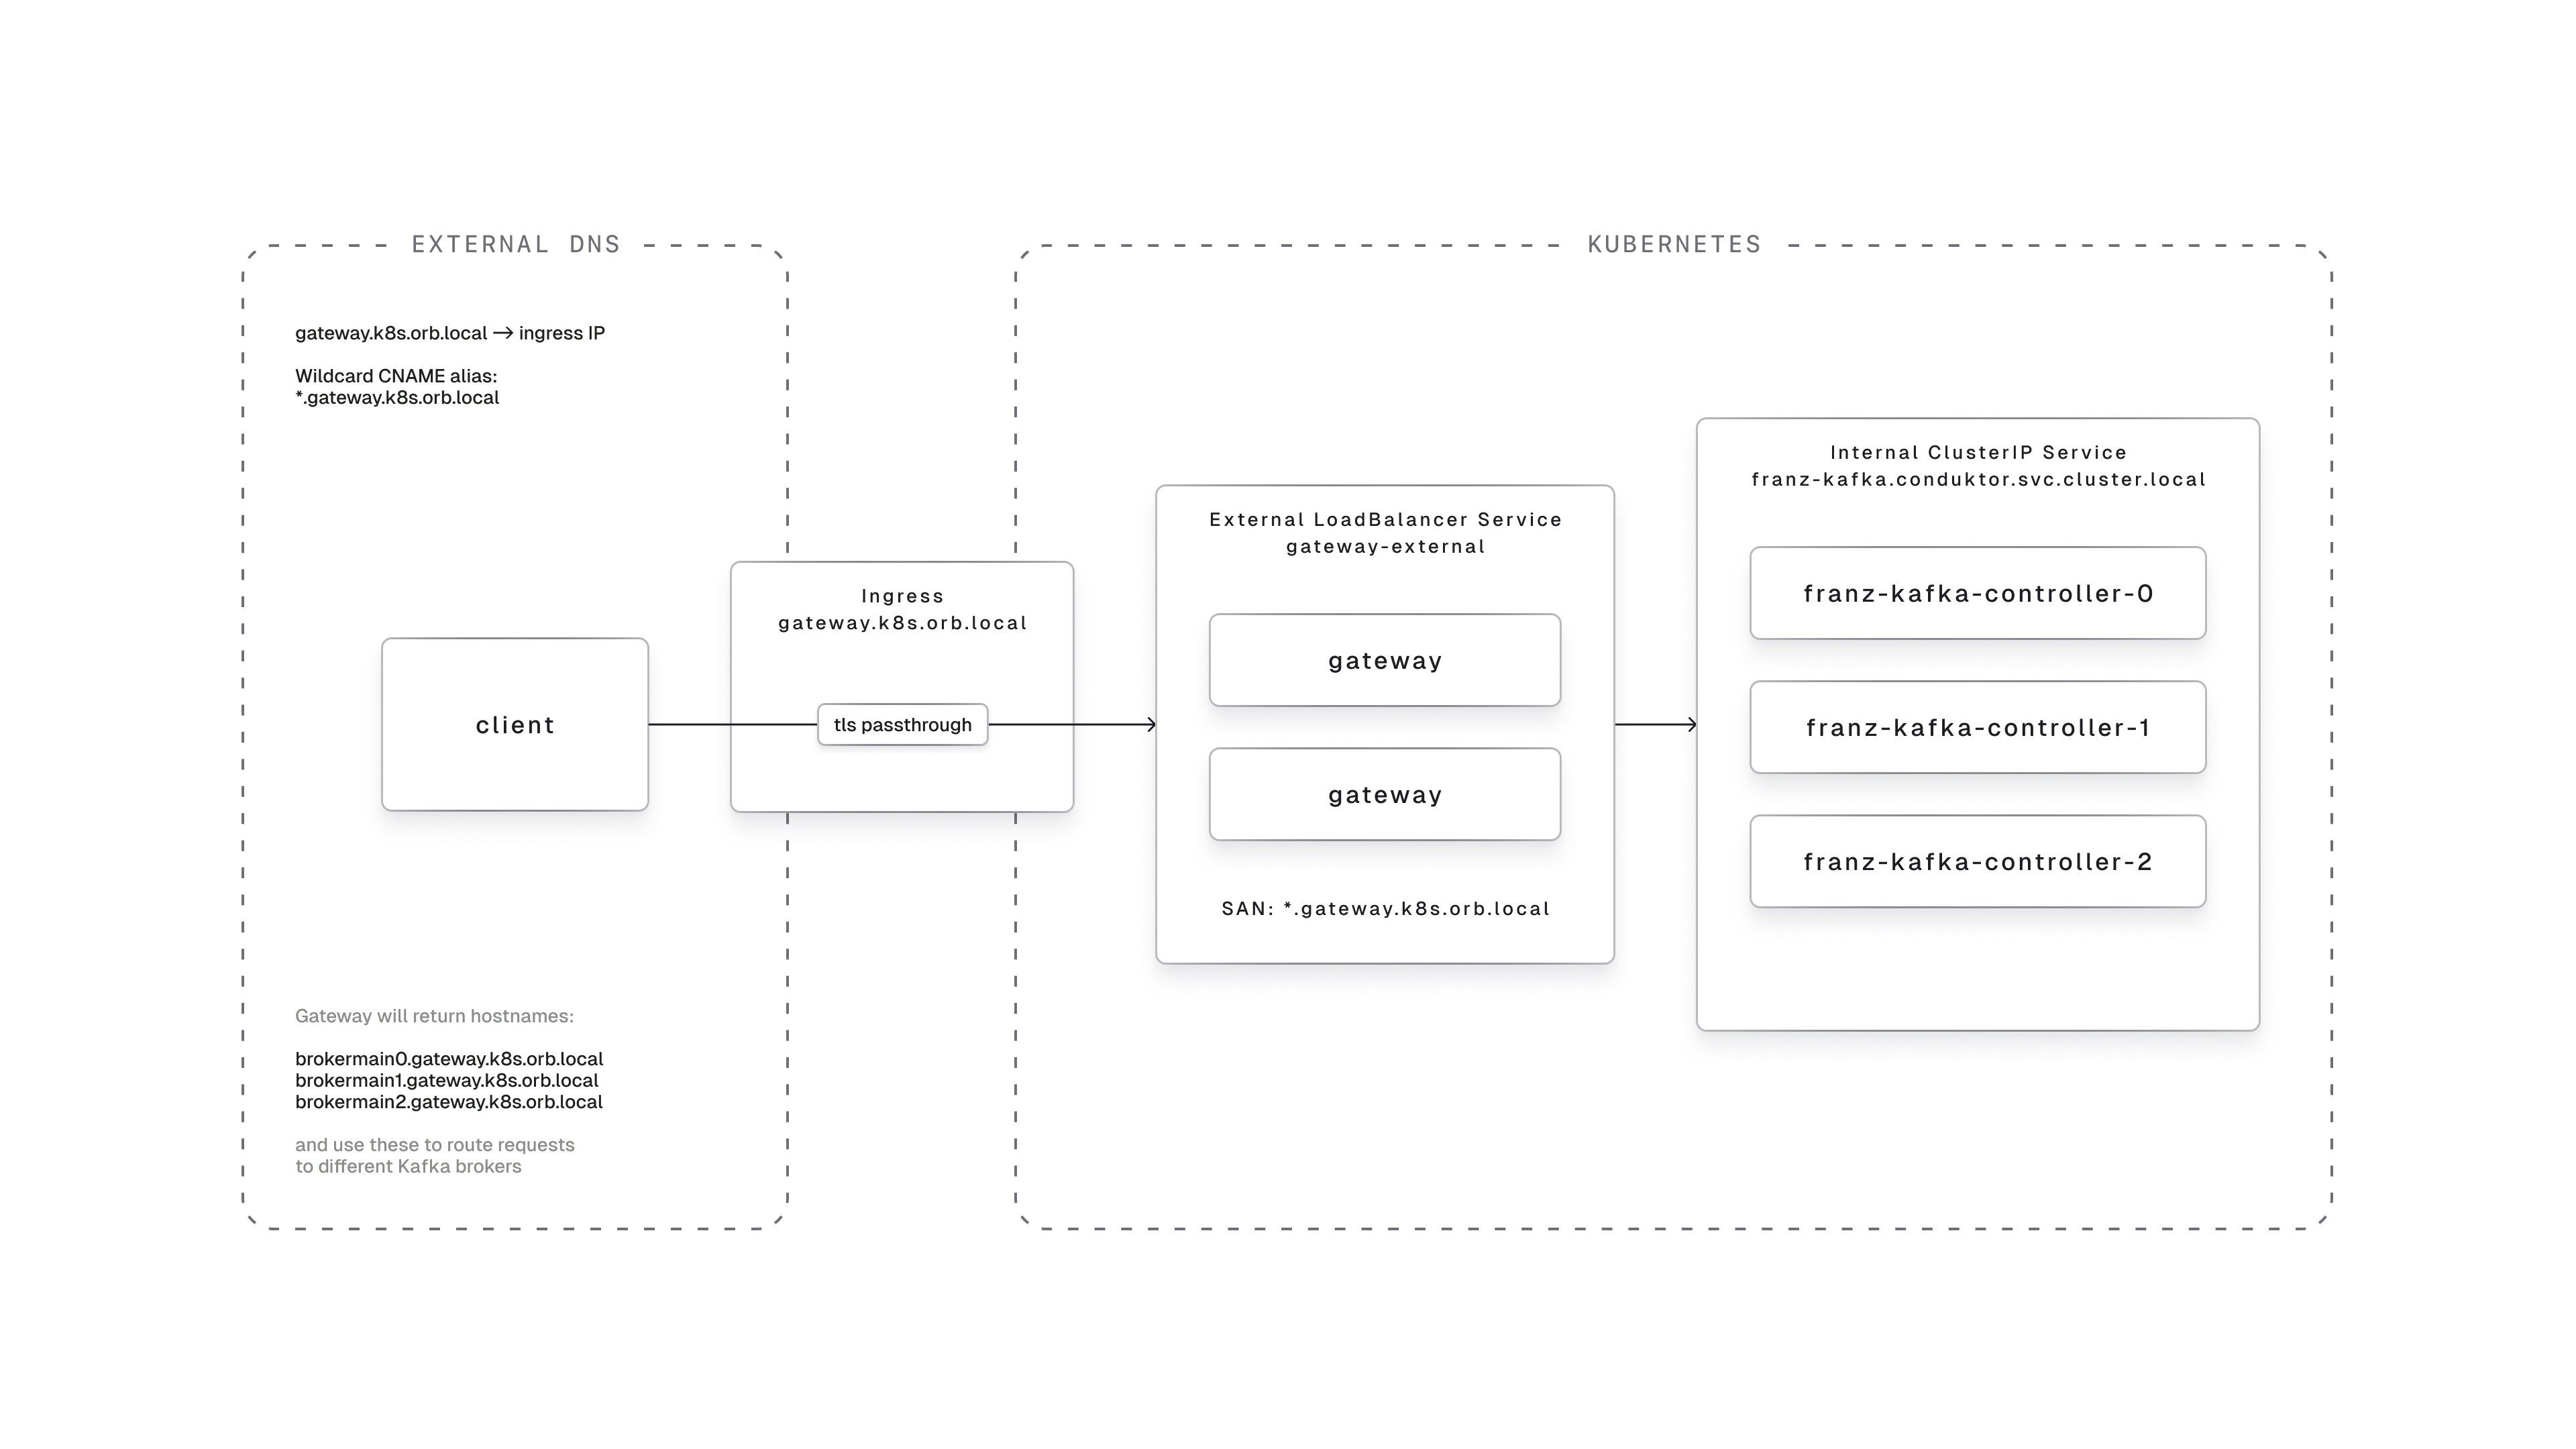 EXTERNAL DNS
gateway.k8s.orb.local → ingress IP
Wildcard CNAME alias:
*.gateway.k8s.orb.local
client
Gateway will return hostnames:
brokermain0.gateway.k8s.orb.local
brokermain1.gateway.k8s.orb.local
brokermain2.gateway.k8s.orb.local
and use these to route requests
to different Kafka brokers
Ingress
gateway.k8s.orb.local
tls passthrough
KUBERNETES
External LoadBalancer Service
gateway-external
gateway
gateway
SAN: *.gateway.k8s.orb.local
Internal ClusterIP Service
franz-kafka.conduktor.svc.cluster.local
franz-kafka-controller-0
franz-kafka-controller-1
franz-kafka-controller-2